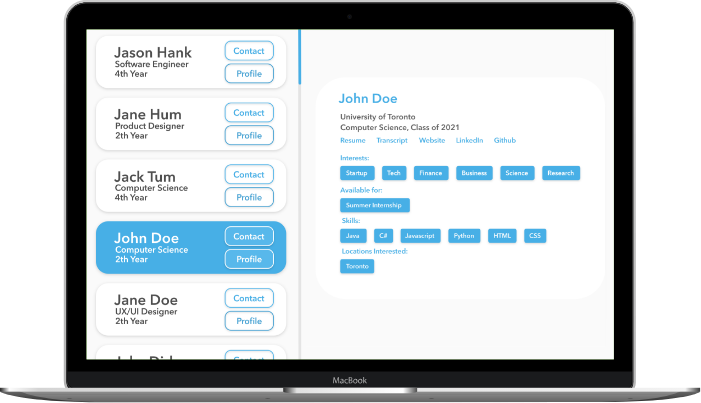 Jason Hank
Software Engineer
4th Year
Contact
Profile
Jane Hum
Product Designer
2th Year
Contact
Profile
Jack Tum
Computer Science
4th Year
Contact
Profile
John Doe
Computer Science
2th Year
Contact
Profile
Jane Doe
UX/UI Designer
2th Year
Contact
Profile
Contact
John Doe
University of Toronto
Computer Science, Class of 2021
Resume Transcript Website LinkedIn Github
Interests:
Startup Tech Finance Business Science Research
Available for:
Summer Internship
Skills:
Java C# Javascript Python HTML CSS
Locations Interested:
Toronto
MacBook